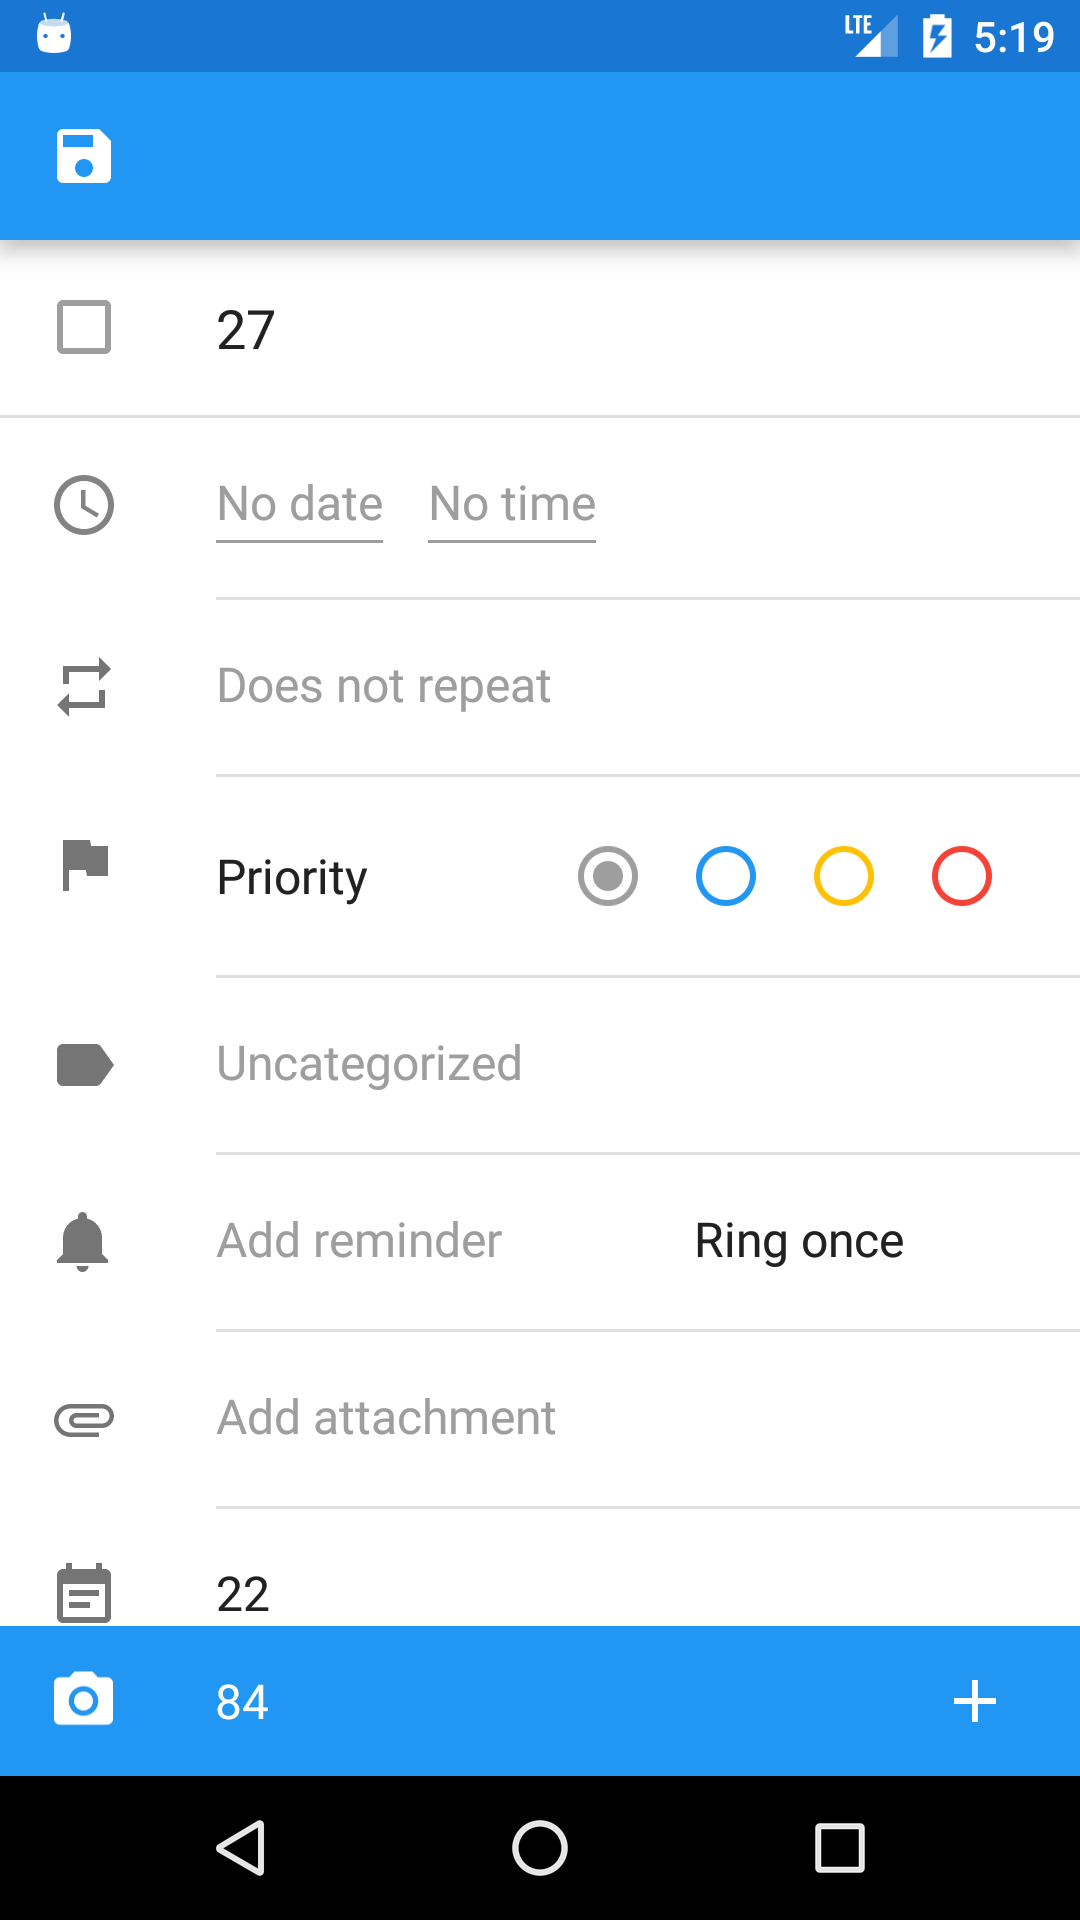 LTE 5:19
27
No date No time
Does not repeat
Priority
Uncategorized
Add reminder Ring once
Add attachment
22
84